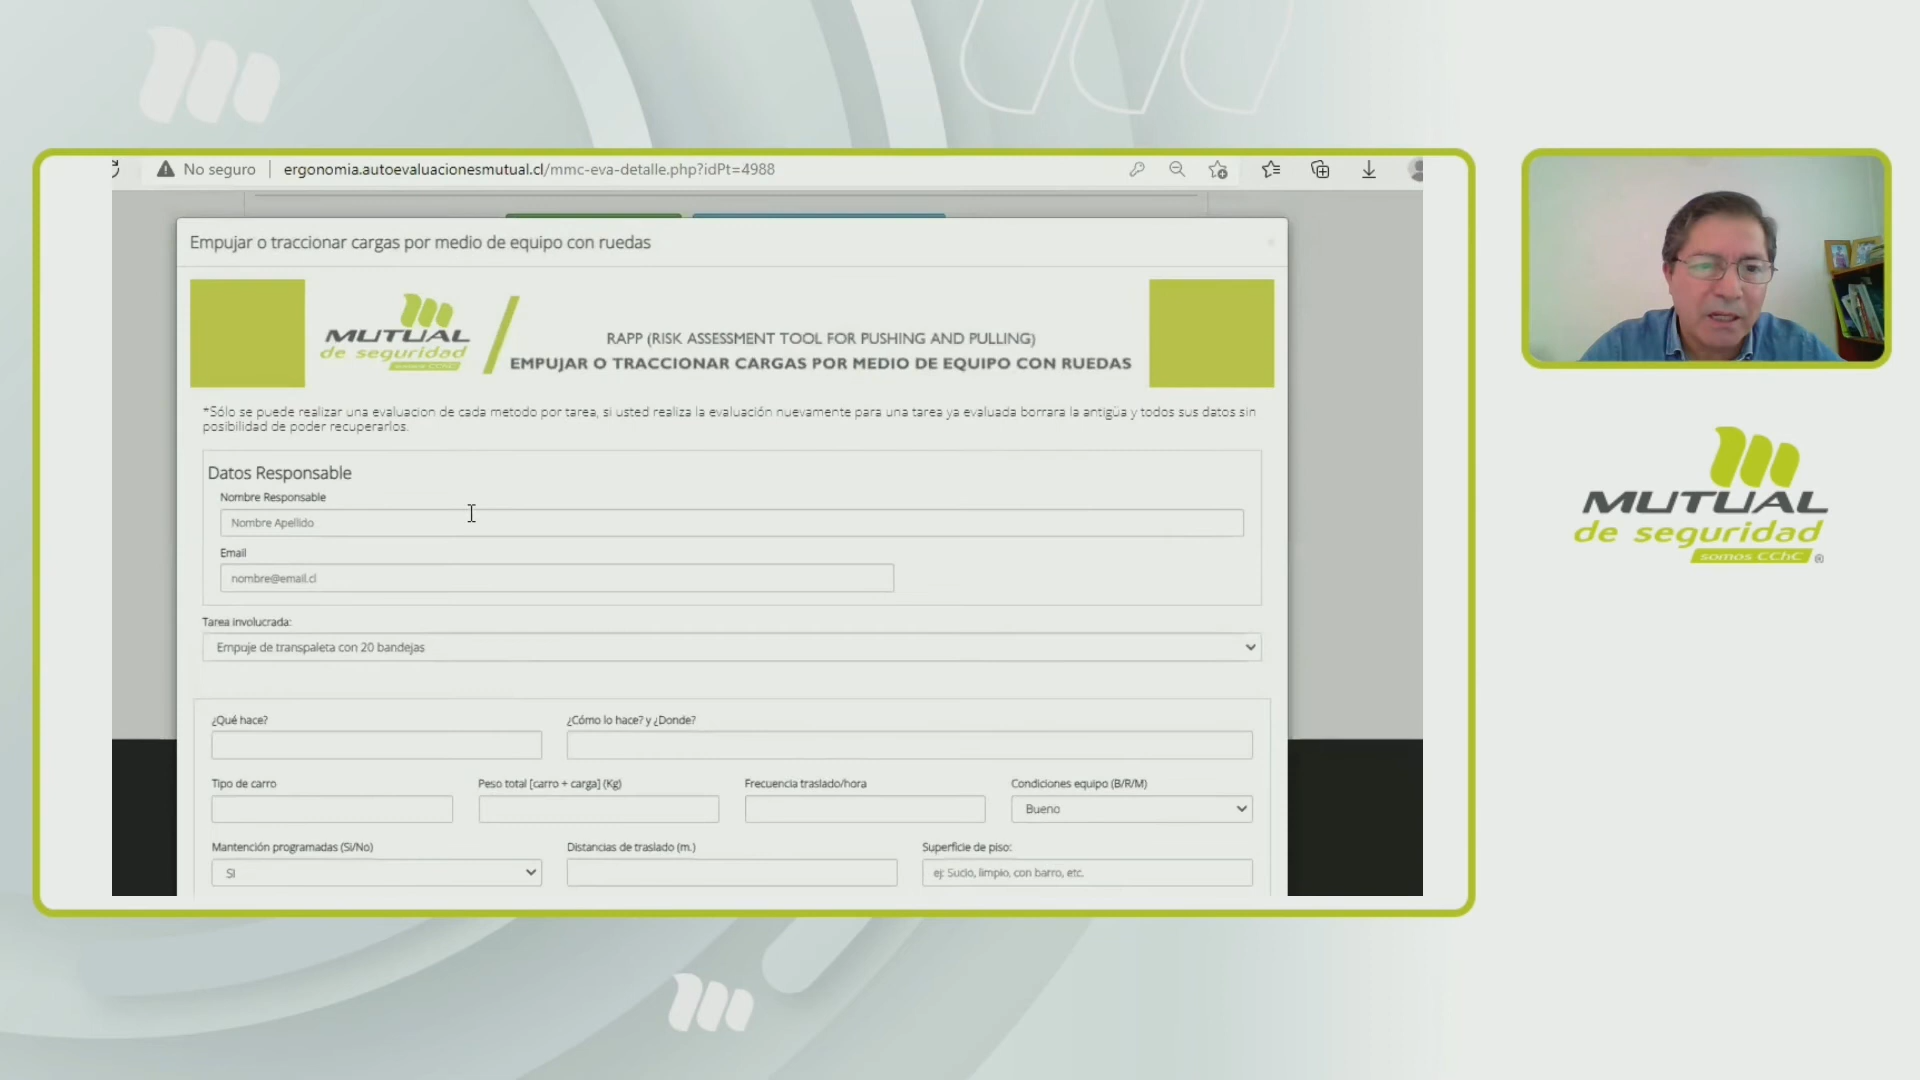 No seguro
ergonomia.autoevaluacionesmutual.cl/mmc-eva-detalle.php?idPt=4988
Empujar o traccionar cargas por medio de equipo con ruedas
MUTUAL
de seguridad
somos CChC
RAPP (RISK ASSESSMENT TOOL FOR PUSHING AND PULLING)
EMPUJAR O TRACCIONAR CARGAS POR MEDIO DE EQUIPO CON RUEDAS
*Sólo se puede realizar una evaluacion de cada metodo por tarea, si usted realiza la evaluación nuevamente para una tarea ya evaluada borrara la antigüa y todos sus datos sin
posibilidad de poder recuperarlos.
Datos Responsable
Nombre Responsable
Nombre Apellido
Email
nombre@email.cl
Tarea involucrada:
Empuje de transpaleta con 20 bandejas
¿Qué hace?
¿Cómo lo hace? y ¿Donde?
Tipo de carro
Peso total [carro + carga] (Kg)
Frecuencia traslado/hora
Condiciones equipo (B/R/M)
Bueno
Mantención programadas (Si/No)
Distancias de traslado (m.)
Superficie de piso:
SI
ej: Sucio, limpio, con barro, etc.
MUTUAL
de seguridad
somos CChC ®